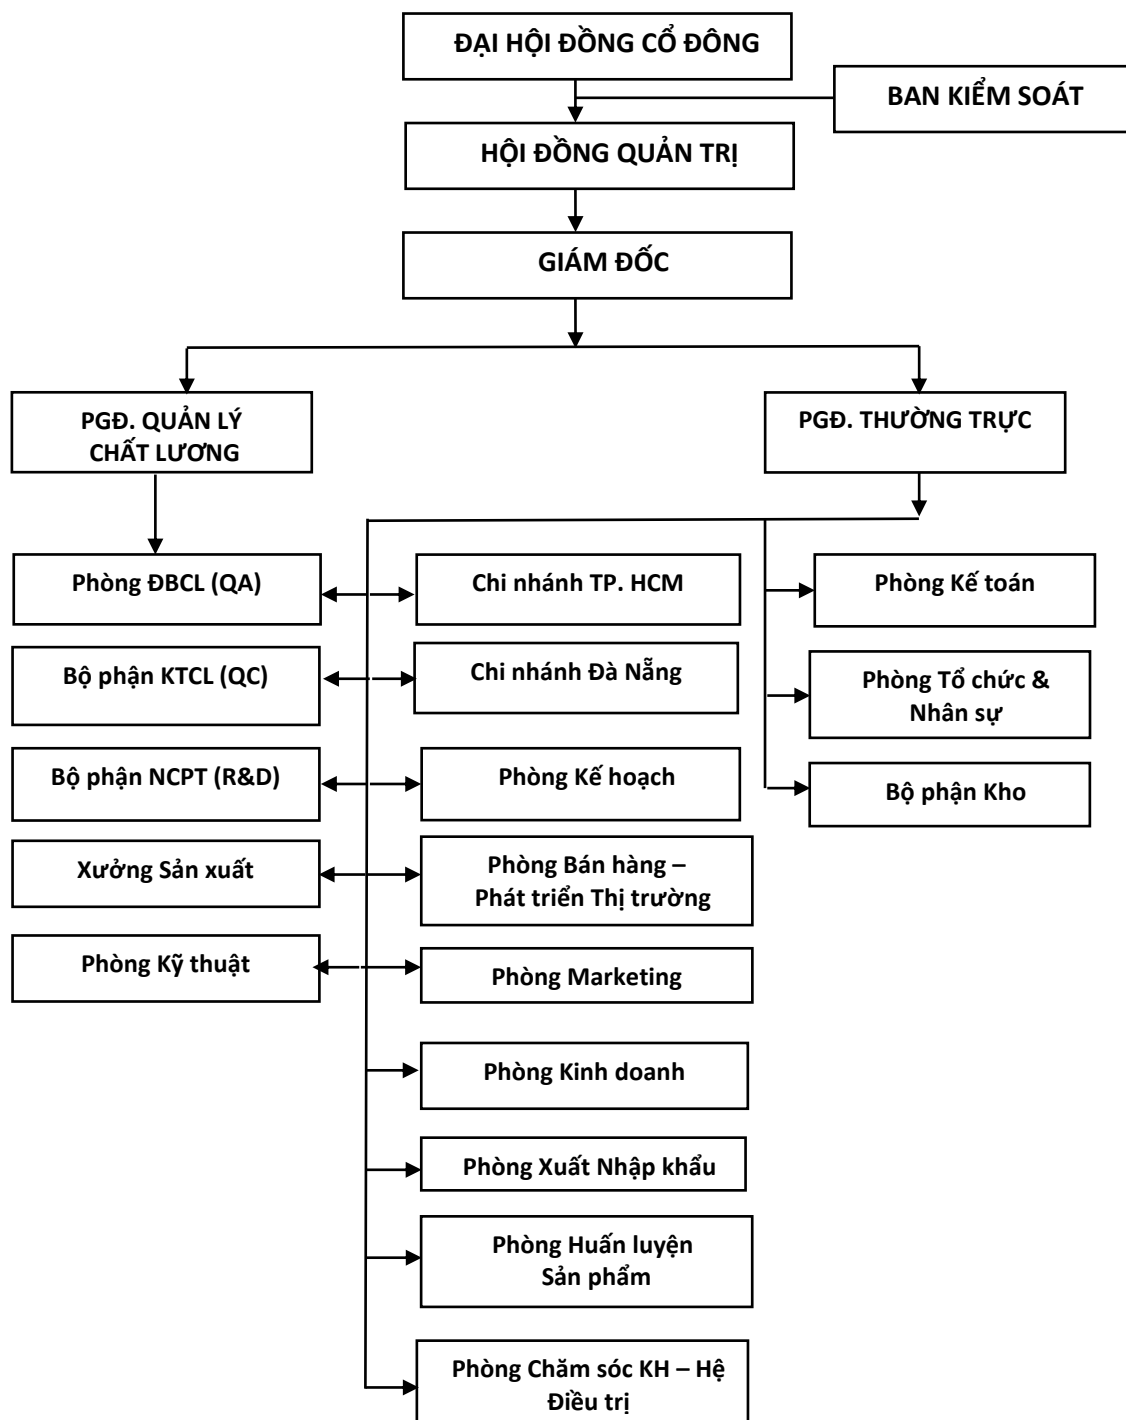 ĐẠI HỘI ĐỒNG CỔ ĐÔNG
BAN KIỂM SOÁT
HỘI ĐỒNG QUẢN TRỊ
GIÁM ĐỐC
PGĐ. QUẢN LÝ
CHẤT LƯƠNG
PGĐ. THƯỜNG TRỰC
Phòng ĐBCL (QA)
Chi nhánh TP. HCM
Phòng Kế toán
Bộ phận KTCL (QC)
Chi nhánh Đà Nẵng
Phòng Tổ chức &
Nhân sự
Bộ phận NCPT (R&D)
Phòng Kế hoạch
Bộ phận Kho
Xưởng Sản xuất
Phòng Bán hàng –
Phát triển Thị trường
Phòng Kỹ thuật
Phòng Marketing
Phòng Kinh doanh
Phòng Xuất Nhập khẩu
Phòng Huấn luyện
Sản phẩm
Phòng Chăm sóc KH – Hệ
Điều trị